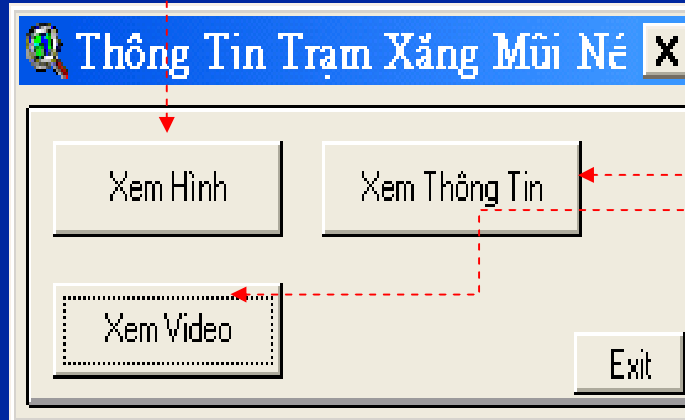 Thông Tin Trạm Xăng Mũi Né
Xem Hình
Xem Thông Tin
Xem Video
Exit